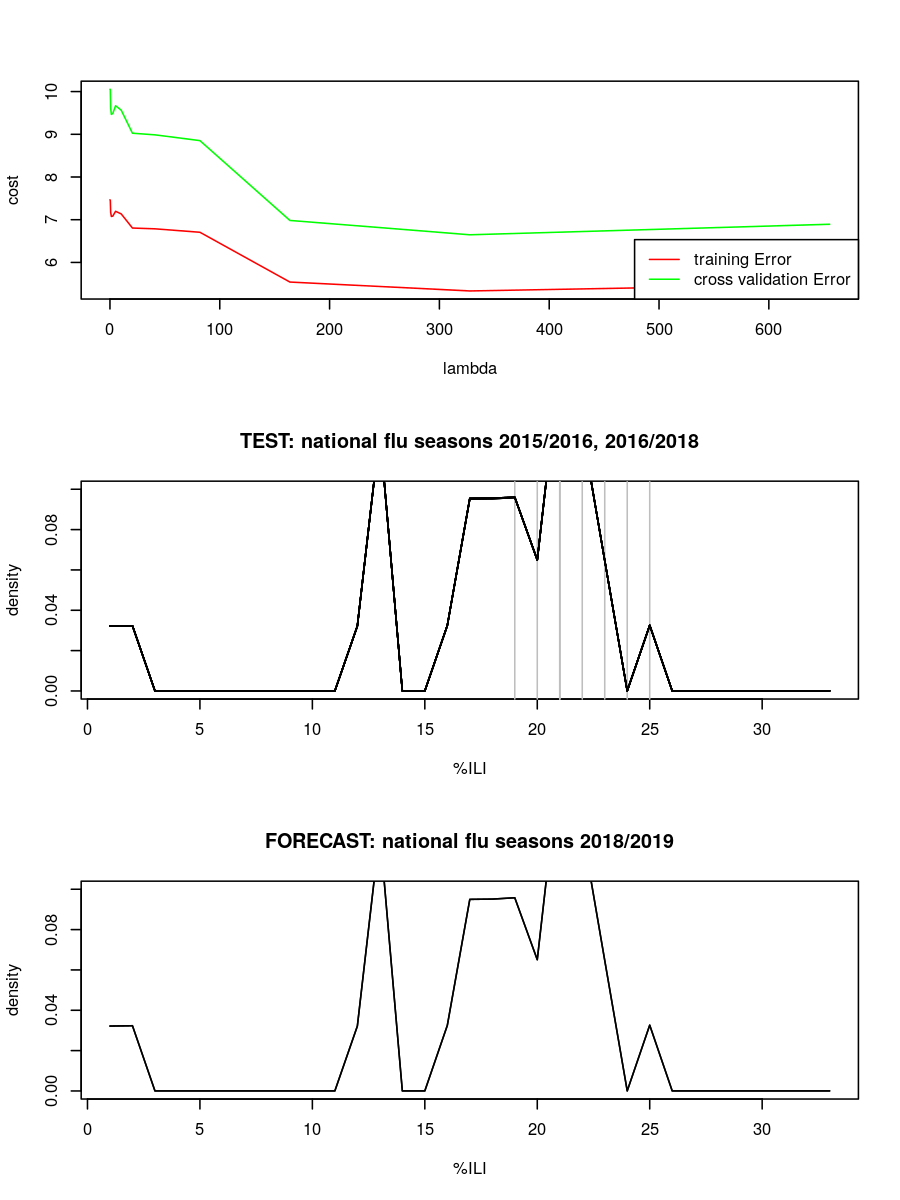 10
9
8
7
6
cost
training Error
cross validation Error
0 100 200 300 400 500 600
lambda
TEST: national flu seasons 2015/2016, 2016/2018
0.08
0.04
0.00
density
0 5 10 15 20 25 30
%ILI
FORECAST: national flu seasons 2018/2019
0.08
0.04
0.00
density
0 5 10 15 20 25 30
%ILI